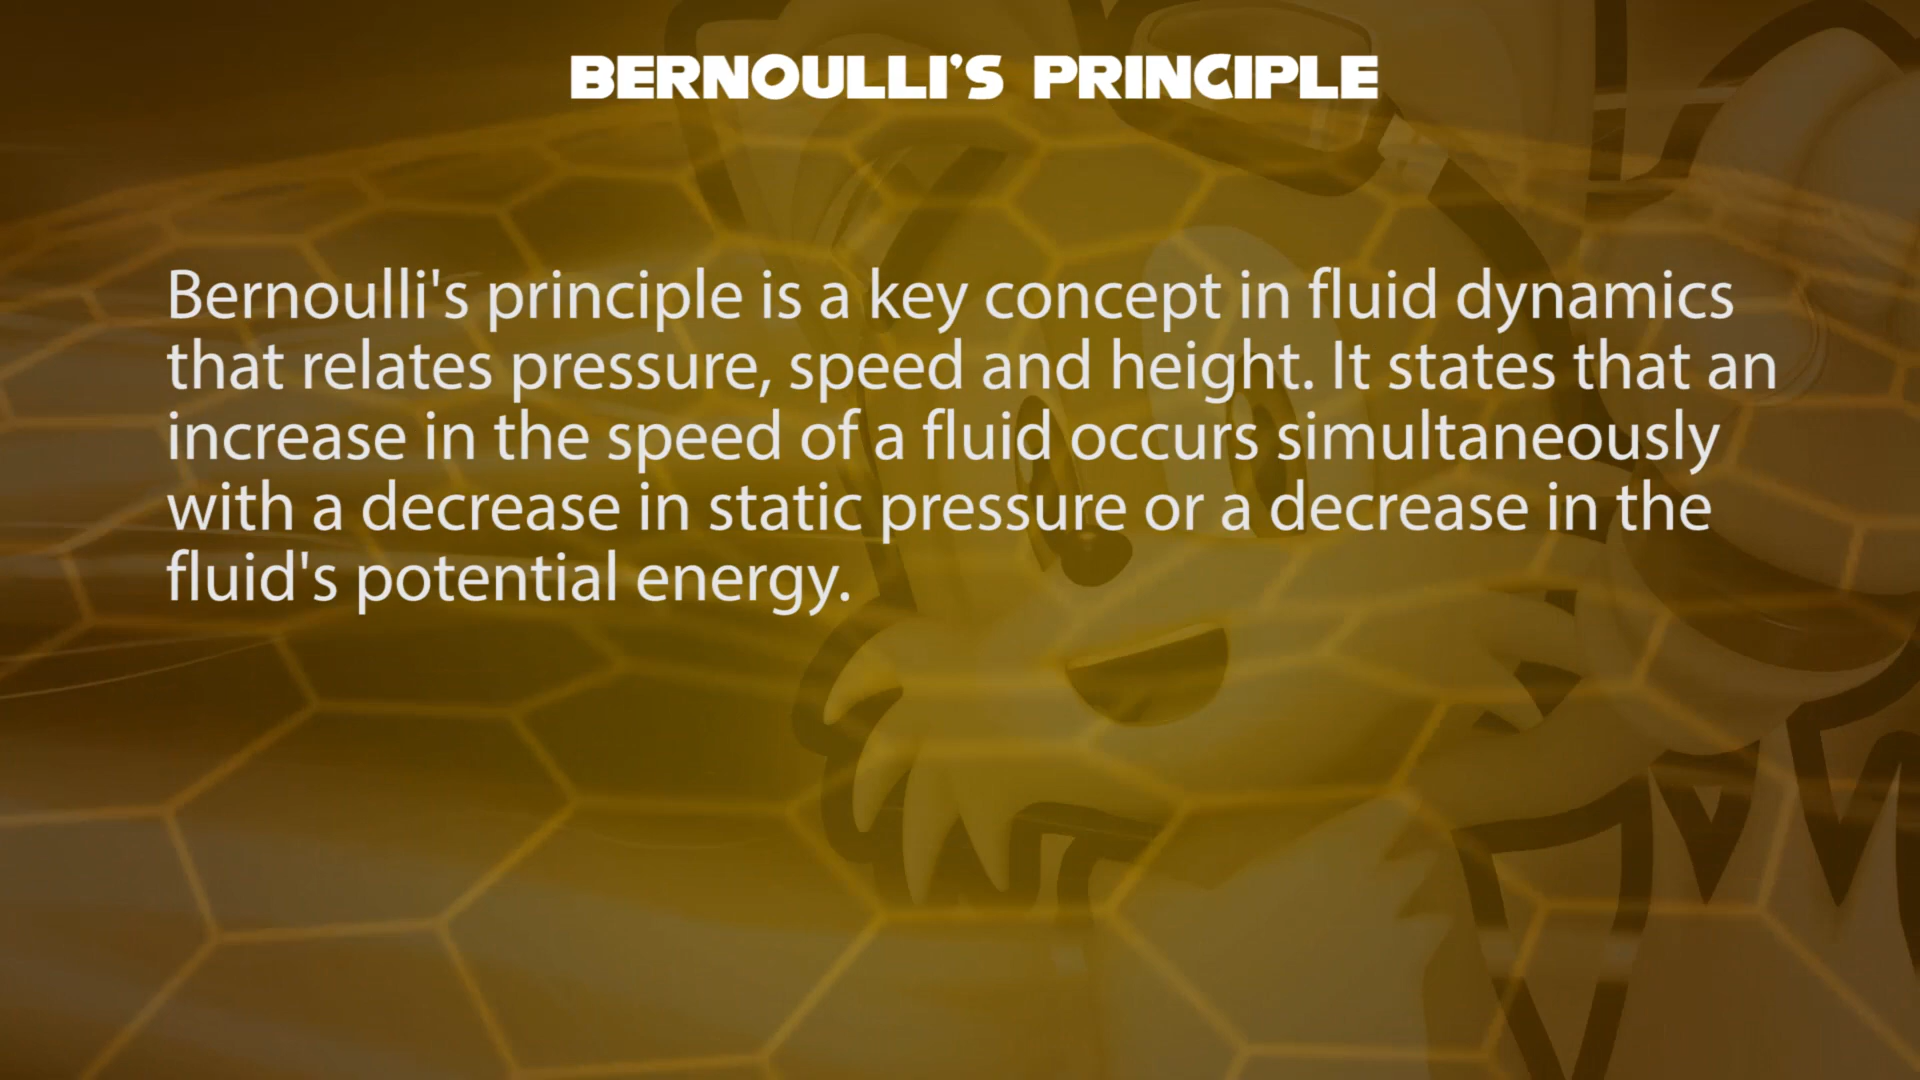 BERNOULLI’S PRINCIPLE
Bernoulli's principle is a key concept in fluid dynamics
that relates pressure, speed and height. It states that an
increase in the speed of a fluid occurs simultaneously
with a decrease in static pressure or a decrease in the
fluid's potential energy.